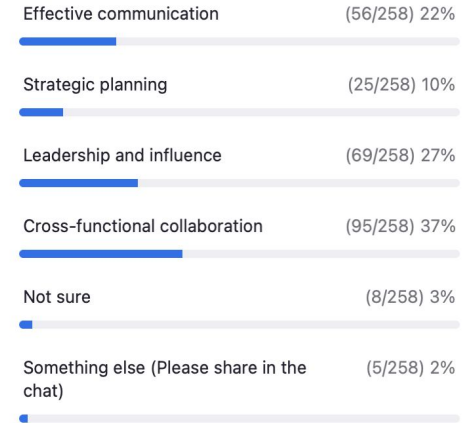 Effective communication (56/258) 22%
Strategic planning (25/258) 10%
Leadership and influence (69/258) 27%
Cross-functional collaboration (95/258) 37%
Not sure (8/258) 3%
Something else (Please share in the (5/258) 2%
chat)